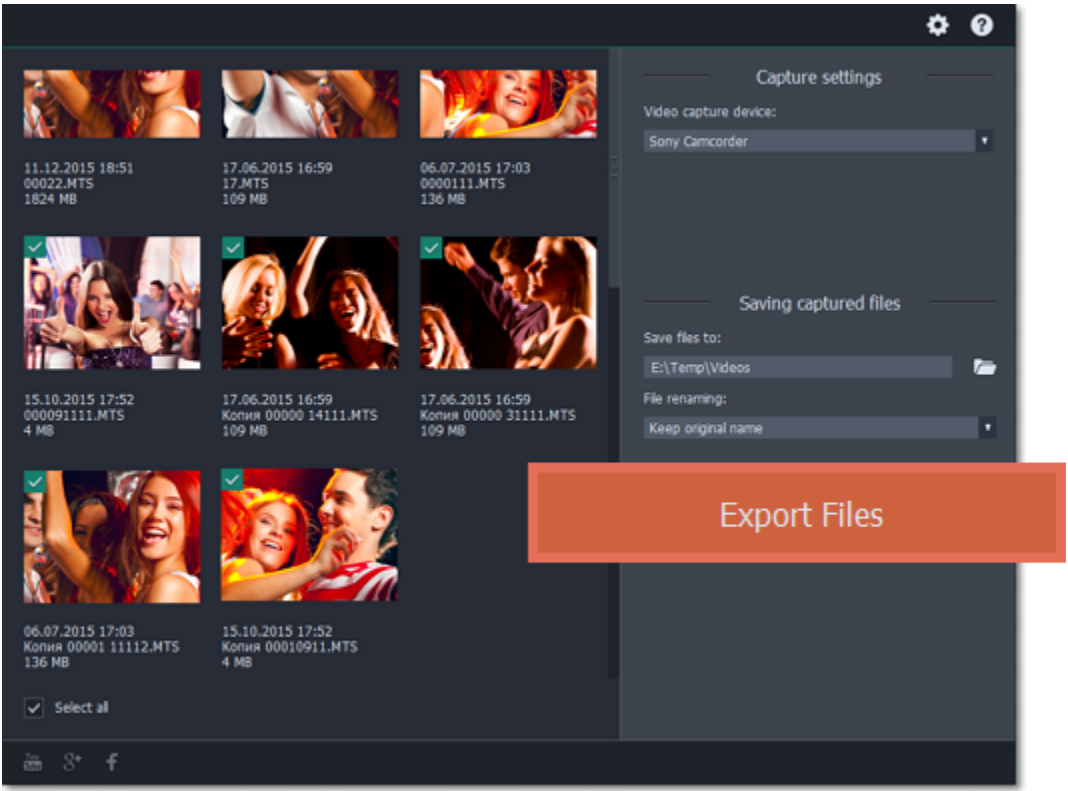 Capture settings
Video capture device:
Sony Camcorder
11.12.2015 18:51
00022.MTS
1824 MB
17.06.2015 16:59
17.MTS
109 MB
06.07.2015 17:03
0000111.MTS
136 MB
15.10.2015 17:52
000091111.MTS
4 MB
17.06.2015 16:59
Копия 00000 14111.MTS
109 MB
17.06.2015 16:59
Копия 00000 31111.MTS
109 MB
Saving captured files
Save files to:
E:\Temp\Videos
File renaming:
Keep original name
Export Files
06.07.2015 17:03
Копия 00001 11112.MTS
136 MB
15.10.2015 17:52
Копия 00010911.MTS
4 MB
Select all
You Tube
g+
f